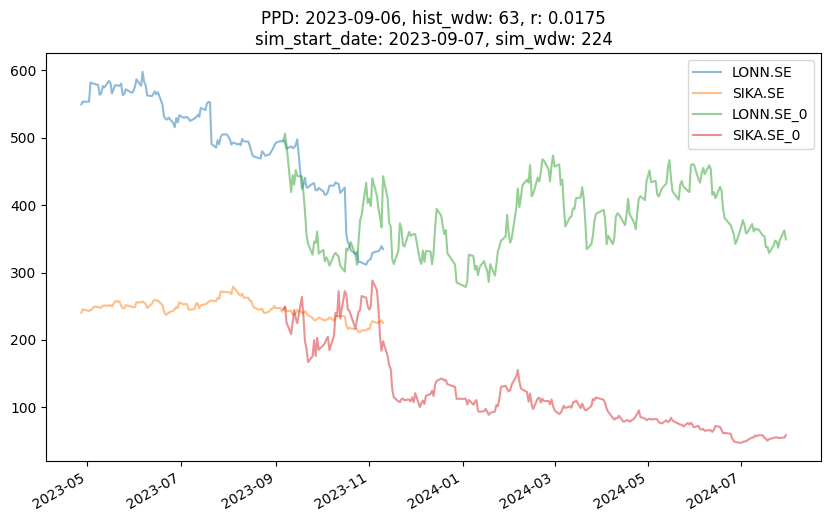 PPD: 2023-09-06, hist_wdw: 63, r: 0.0175
sim_start_date: 2023-09-07, sim_wdw: 224
LONN.SE
SIKA.SE
LONN.SE_0
SIKA.SE_0
600
500
400
300
200
100
2023-05
2023-07
2023-09
2023-11
2024-01
2024-03
2024-05
2024-07